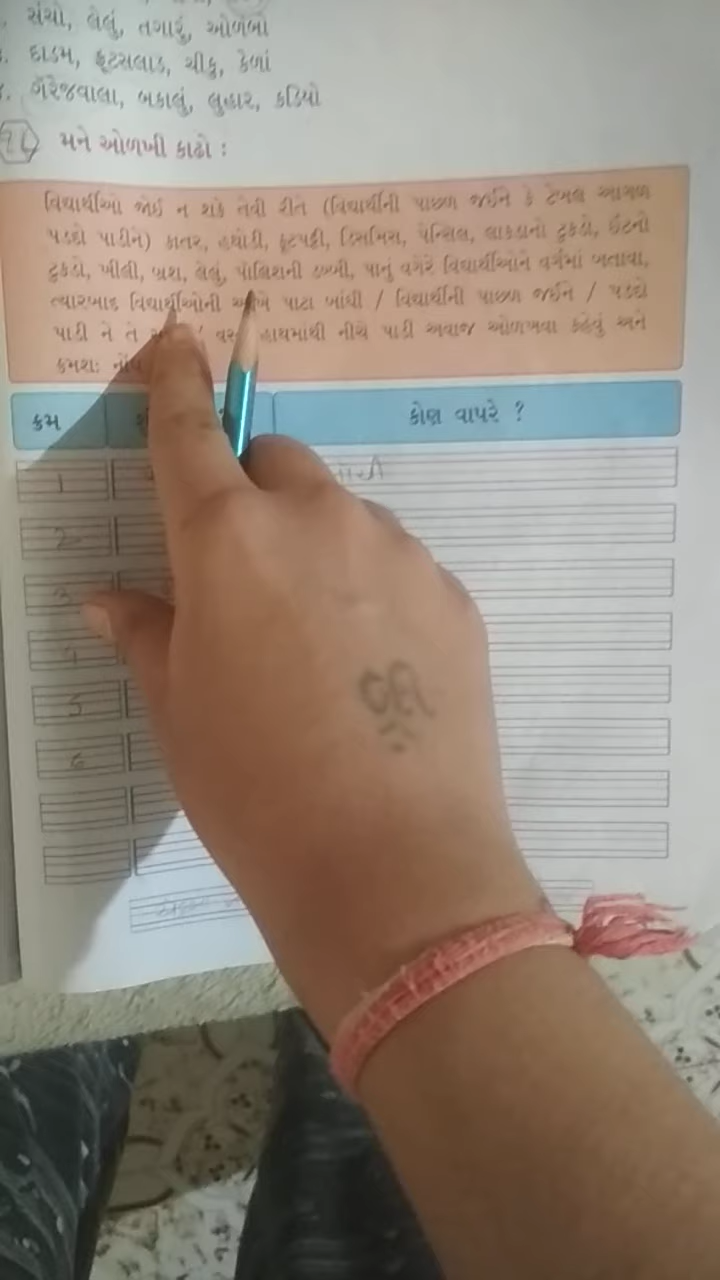 સંચો, લેલું, તગારું, ઓળંબો
દાડમ, ફૂટસલાડ, ચીકુ, કેળાં
ગૅરેજવાલા, બકાલું, લુહાર, કડિયો
મને ઓળખી કાઢો :
વિદ્યાર્થીઓ જોઈ ન શકે તેવી રીતે (વિદ્યાર્થીની પાછળ જઈને કે ટેબલ આગળ
પડદો પાડીને) કાતર, હથોડી, ફૂટપટ્ટી, ડિસમિસ, પેન્સિલ, લાકડાનો ટુકડો, ઈંટનો
ટુકડો, ખીલી, બ્રશ, લેલું, પૉલિશની ડબ્બી, પાનું વગેરે વિદ્યાર્થીઓને વર્ગમાં બતાવવા,
ત્યારબાદ વિદ્યાર્થીઓની આંખે પાટા બાંધી / વિદ્યાર્થીની પાછળ જઈને / પડદો
પાડી ને તે હાથમાંથી નીચે પાડી અવાજ ઓળખવા કહેવું અને
ક્રમશઃ
ક્રમ કોણ વાપરે ?
1
2
3
4
5
6